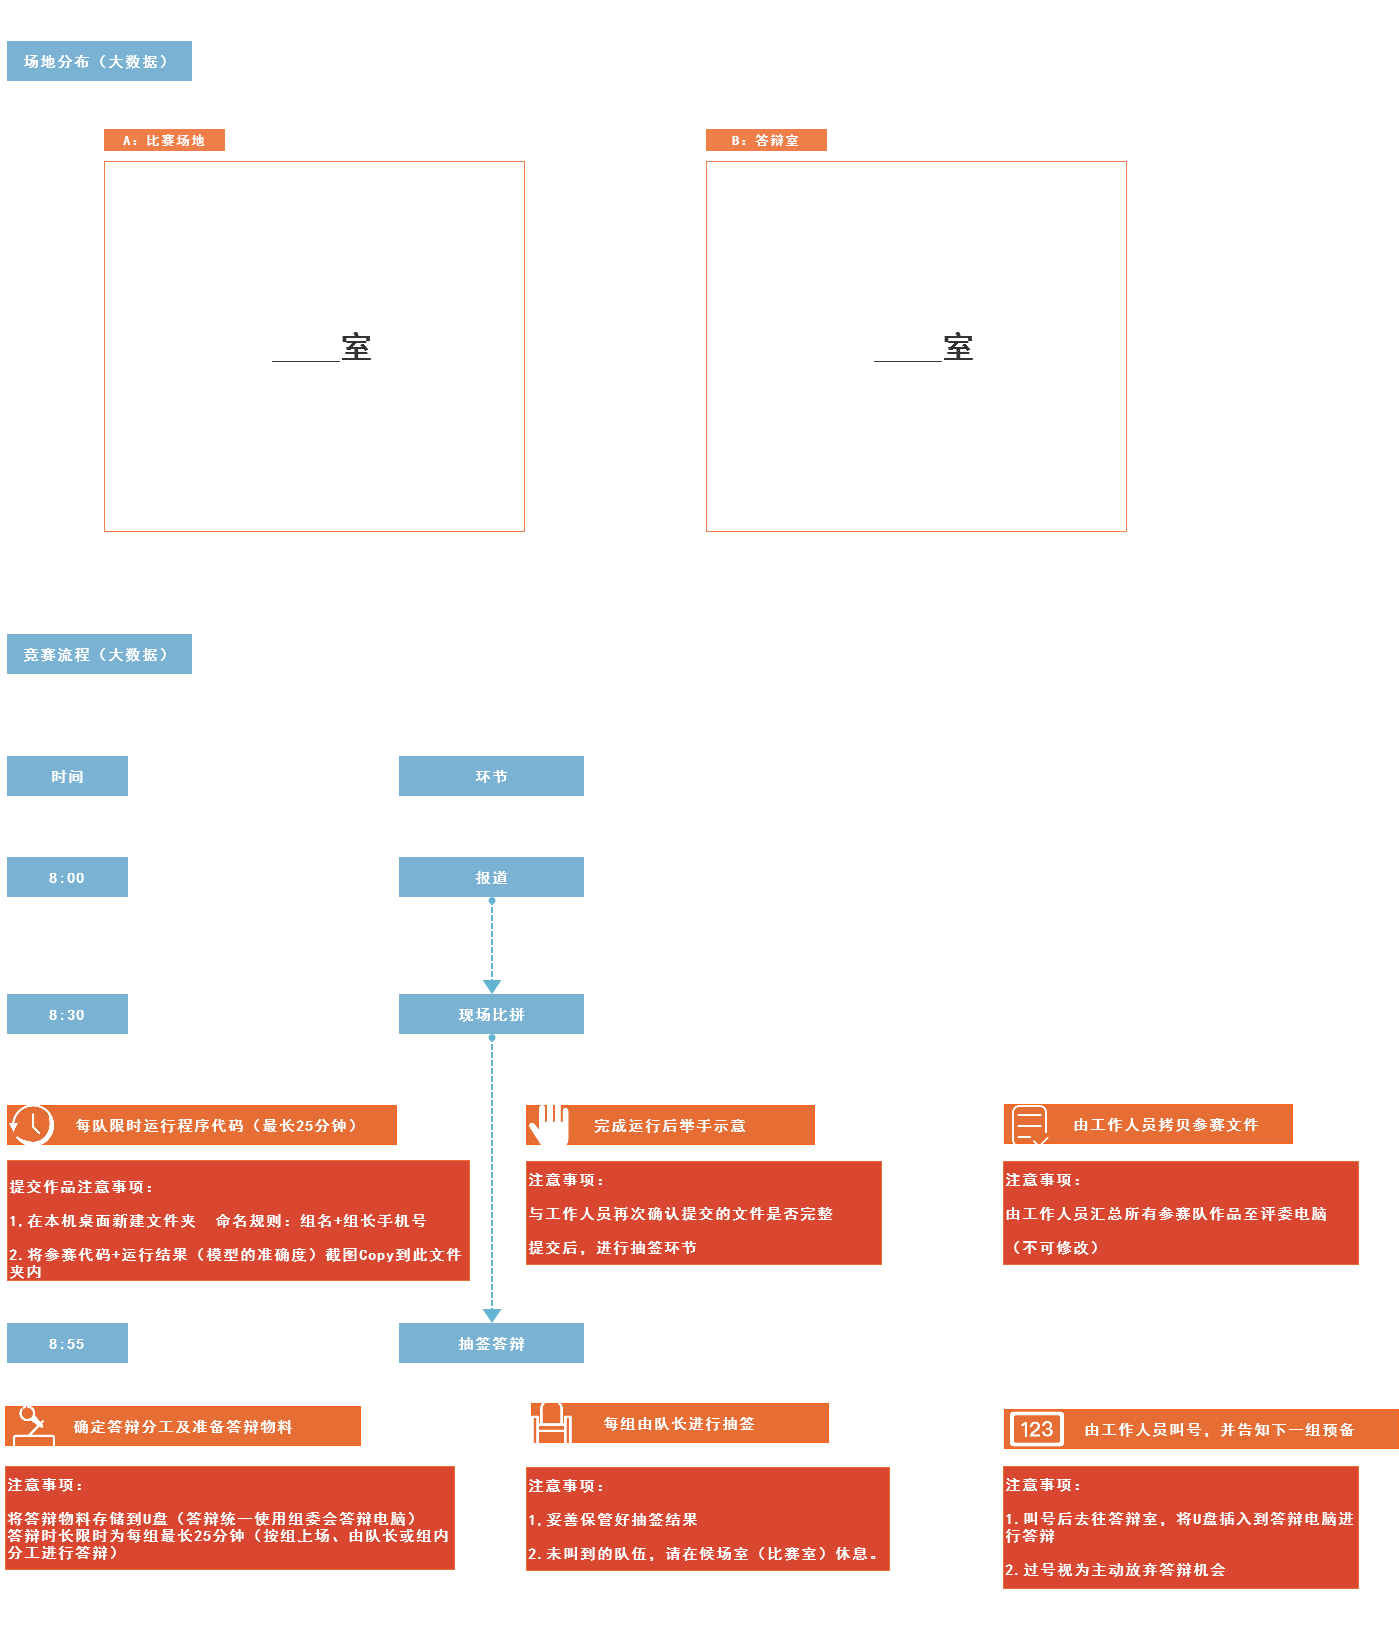 场地分布（大数据）
A：比赛场地
B：答辩室
____室
____室
竞赛流程（大数据）
时间
环节
8:00
报道
8:30
现场比拼
每队限时运行程序代码（最长25分钟）
提交作品注意事项：
1,在本机桌面新建文件夹　命名规则：组名+组长手机号
2.将参赛代码+运行结果（模型的准确度）截图Copy到此文件
夹内
完成运行后举手示意
注意事项：
与工作人员再次确认提交的文件是否完整
提交后，进行抽签环节
由工作人员拷贝参赛文件
注意事项：
由工作人员汇总所有参赛队作品至评委电脑
（不可修改）
8:55
抽签答辩
确定答辩分工及准备答辩物料
注意事项：
将答辩物料存储到U盘（答辩统一使用组委会答辩电脑）
答辩时长限时为每组最长25分钟（按组上场、由队长或组内
分工进行答辩）
每组由队长进行抽签
注意事项：
1,妥善保管好抽签结果
2.未叫到的队伍，请在候场室（比赛室）休息。
123
由工作人员叫号，并告知下一组预备
注意事项：
1.叫号后去往答辩室，将U盘插入到答辩电脑进
行答辩
2.过号视为主动放弃答辩机会